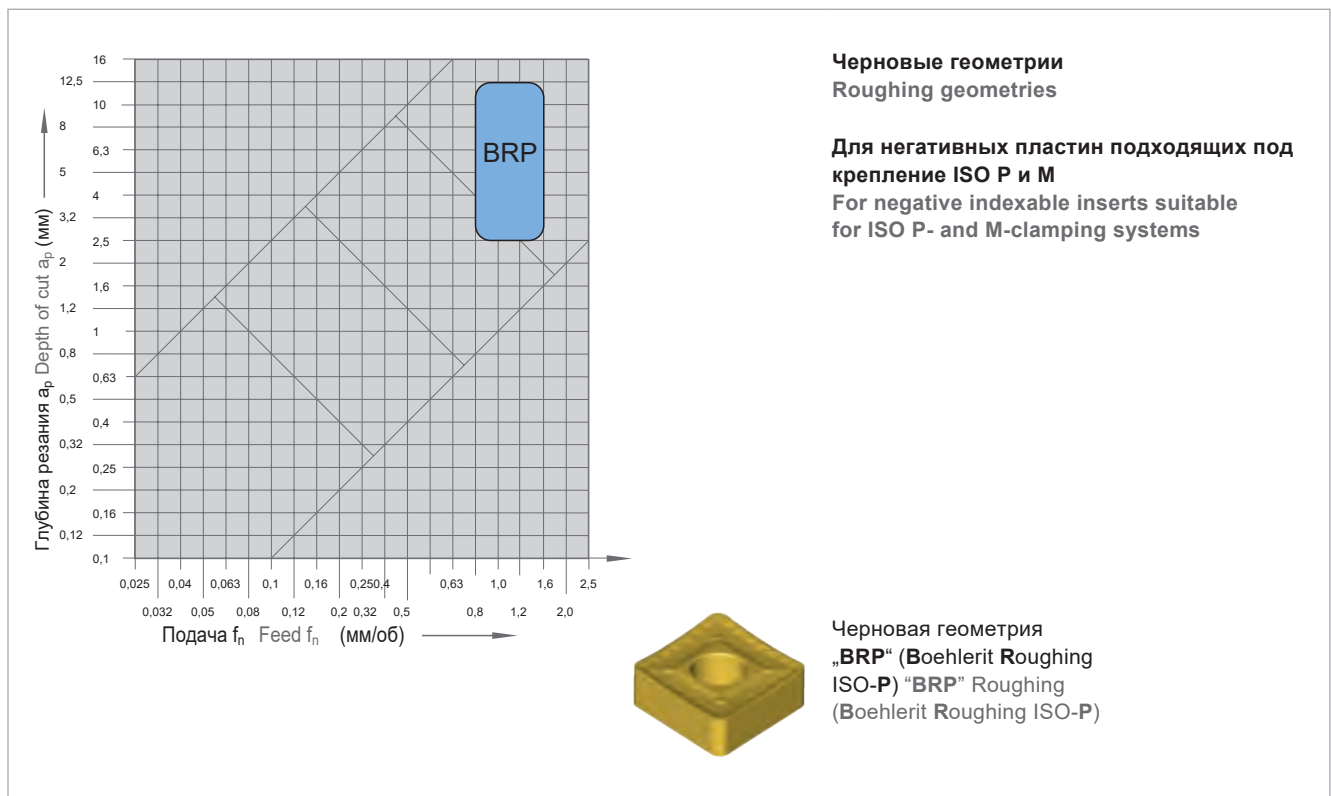 16
12,5
10
8
6,3
5
4
3,2
2,5
2
1,6
1,2
1
0,8
0,63
0,5
0,4
0,32
0,25
0,2
0,16
0,12
0,1
Глубина резания aₚ Depth of cut aₚ (мм)
BRP
0,025 0,04 0,063 0,1 0,16 0,250,4 0,63 1,0 1,6 2,5
0,032 0,05 0,08 0,12 0,2 0,32 0,5 0,8 1,2 2,0
Подача fₙ Feed fₙ (мм/об)
Черновые геометрии
Roughing geometries
Для негативных пластин подходящих под
крепление ISO P и M
For negative indexable inserts suitable
for ISO P- and M-clamping systems
Черновая геометрия
„BRP“ (Boehlerit Roughing
ISO-P) “BRP” Roughing
(Boehlerit Roughing ISO-P)